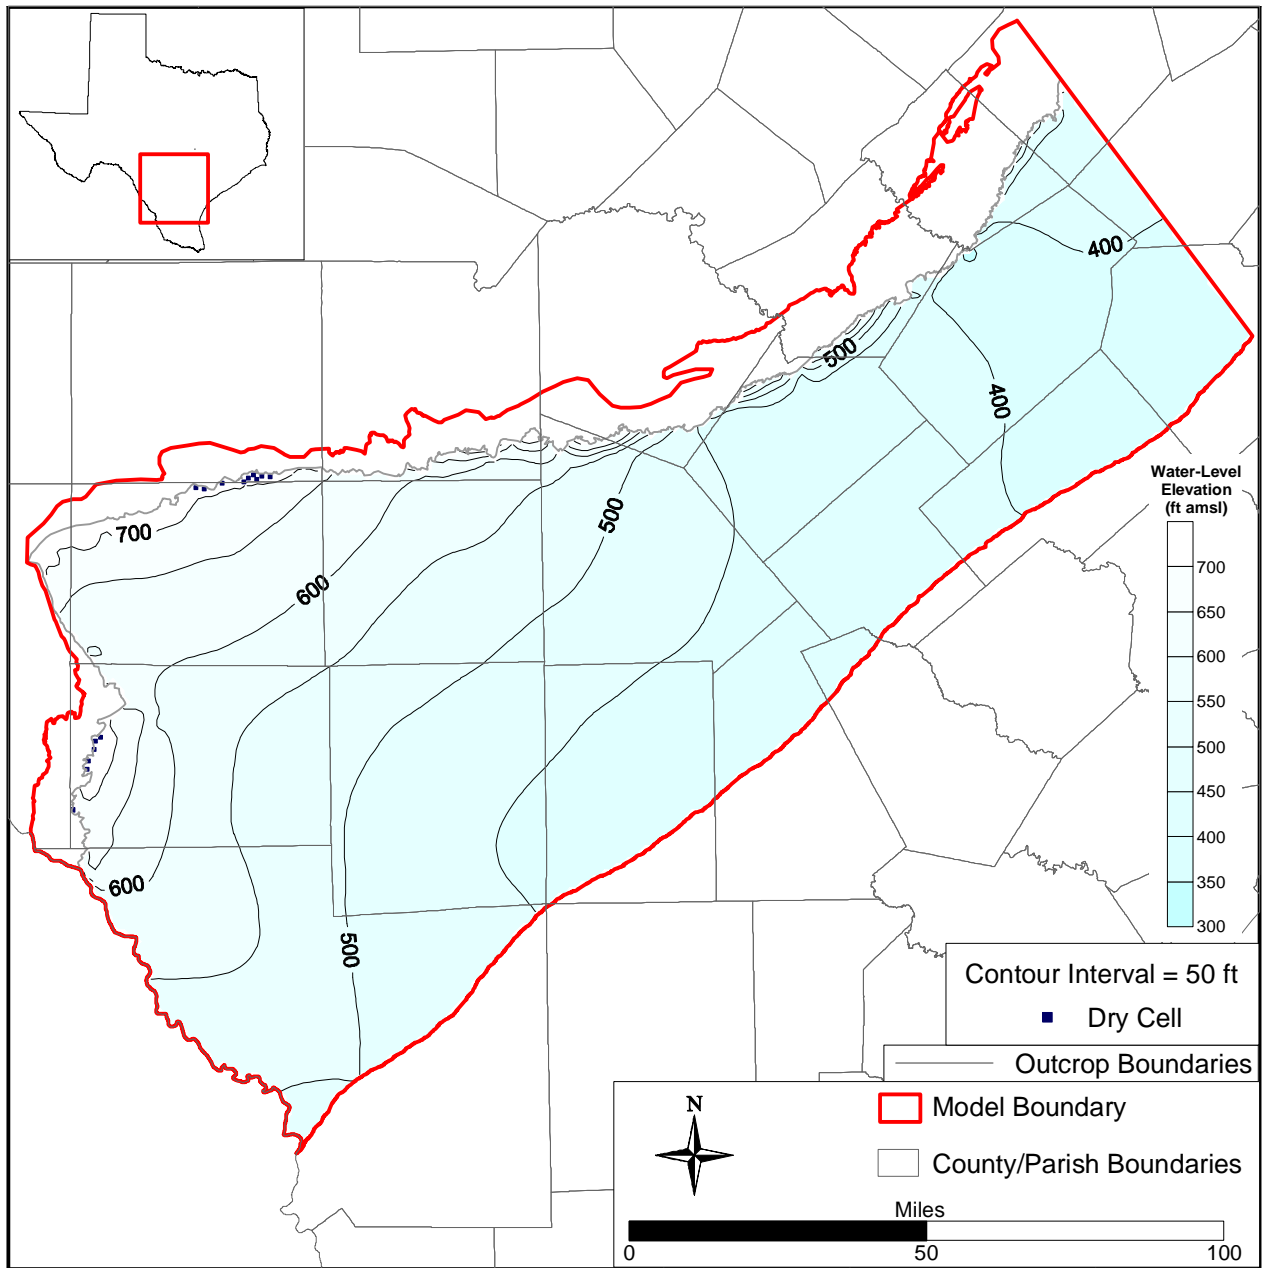 400
500
400
Water-Level
Elevation
(ft amsl)
700
500
700
600
650
600
550
500
450
400
350
300
600
500
Contour Interval = 50 ft
Dry Cell
Outcrop Boundaries
N
Model Boundary
County/Parish Boundaries
Miles
0 50 100